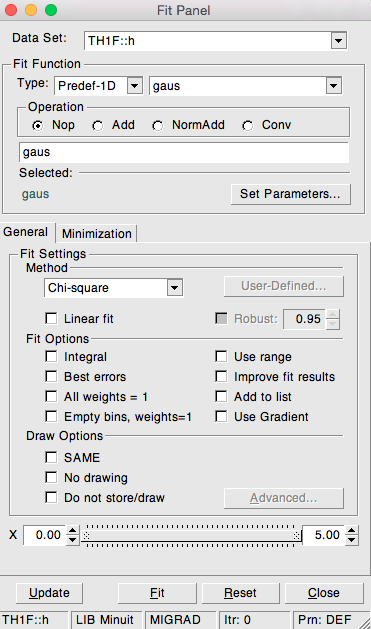 Fit Panel
Data Set: TH1F::h
Fit Function
Type: Predef-1D gaus
Operation
Nop Add NormAdd Conv
gaus
Selected:
gaus Set Parameters...
General Minimization
Fit Settings
Method
Chi-square User-Defined...
Linear fit Robust: 0.95
Fit Options
Integral Use range
Best errors Improve fit results
All weights = 1 Add to list
Empty bins, weights=1 Use Gradient
Draw Options
SAME
No drawing
Do not store/draw Advanced...
X 0.00 5.00
Update Fit Reset Close
TH1F::h LIB Minuit MIGRAD Itr: 0 Prn: DEF